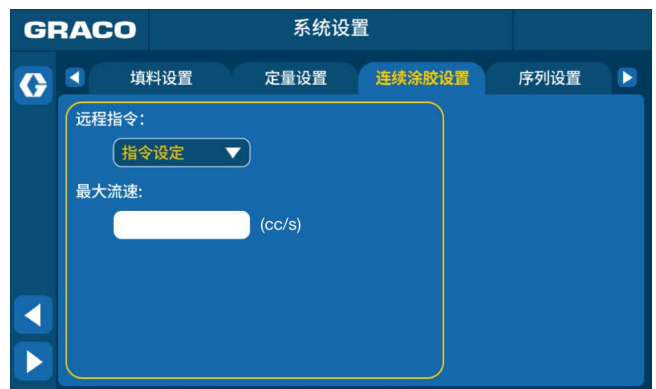 GRACO 系统设置
填料设置 定量设置 连续涂胶设置 序列设置
远程指令:
指令设定
最大流速:
(cc/s)